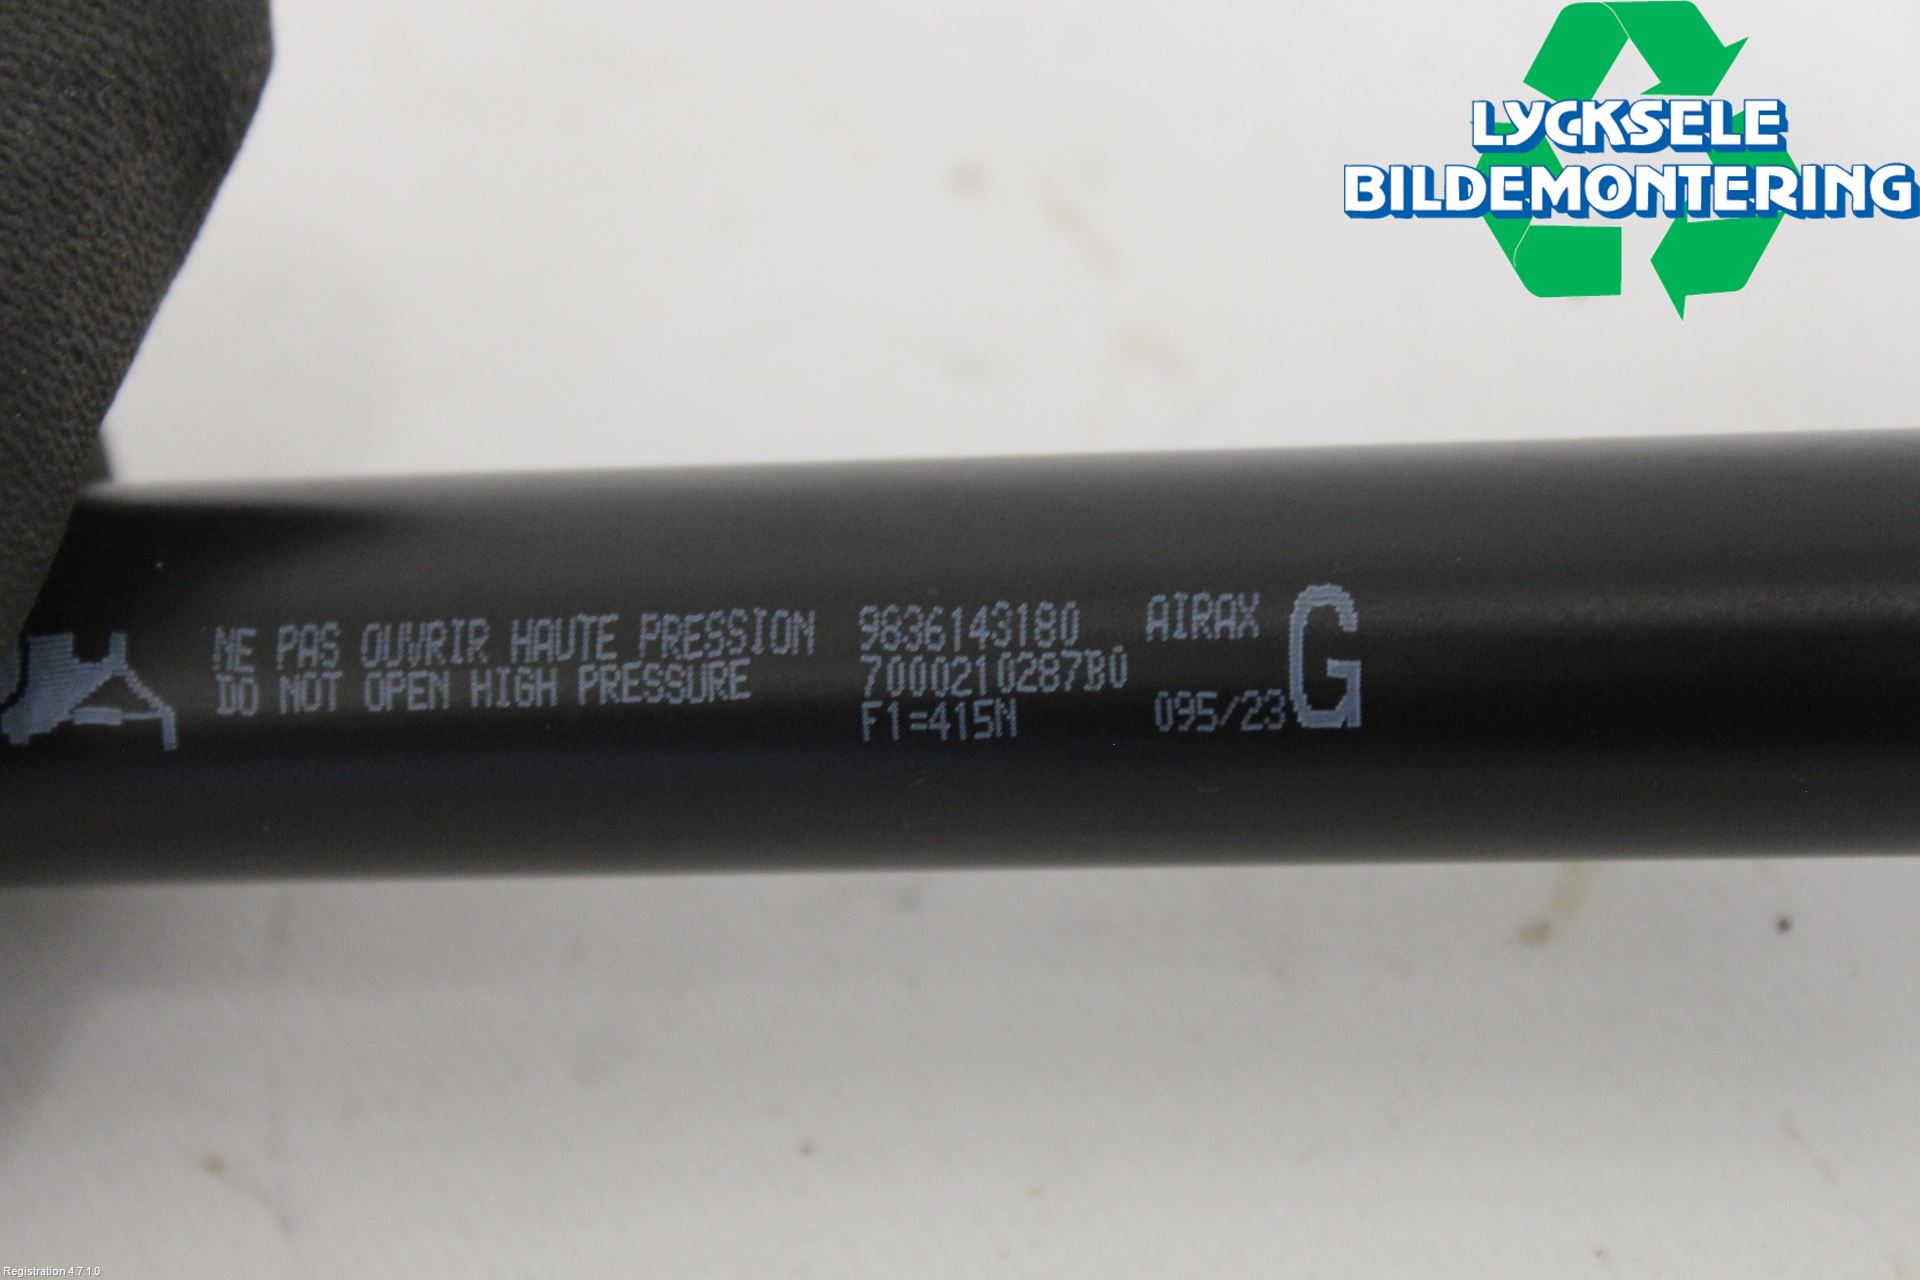 LYCKSELE
BILDEMONTERING
NE PAS OUVRIR HAUTE PRESSION 9836143180 AIRAX G
DO NOT OPEN HIGH PRESSURE 7000210287B0
F1=415N 095/23
Registration 4.7.1.0